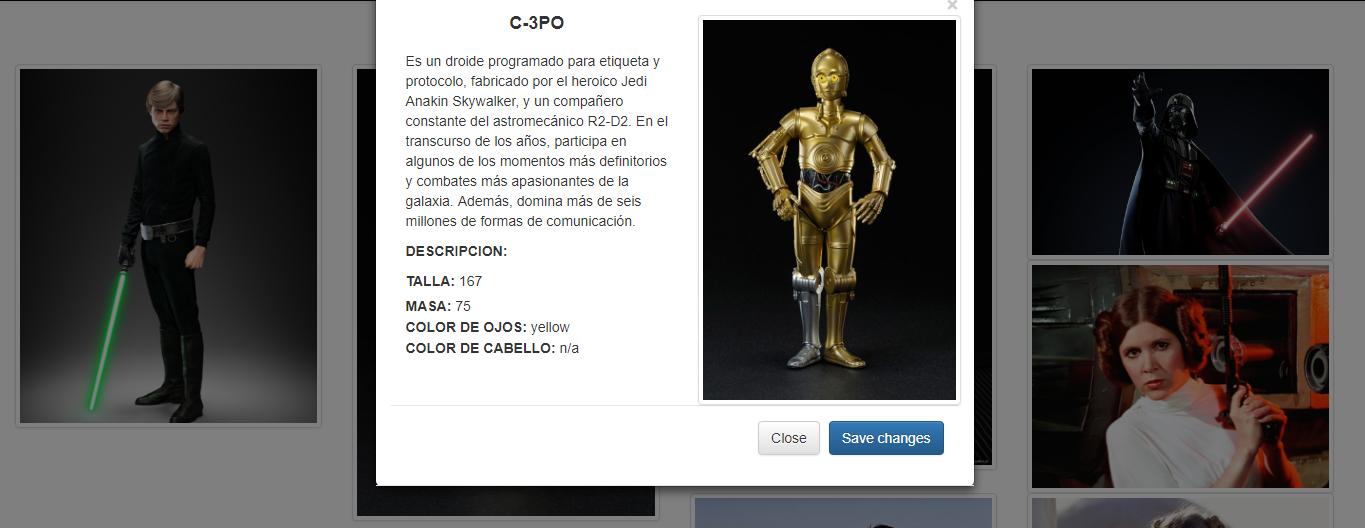 ×
C-3PO
Es un droide programado para etiqueta y
protocolo, fabricado por el heroico Jedi
Anakin Skywalker, y un compañero
constante del astromecánico R2-D2. En el
transcurso de los años, participa en
algunos de los momentos más definitorios
y combates más apasionantes de la
galaxia. Además, domina más de seis
millones de formas de comunicación.
DESCRIPCION:
TALLA: 167
MASA: 75
COLOR DE OJOS: yellow
COLOR DE CABELLO: n/a
Close
Save changes